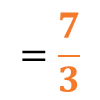 = 7/3